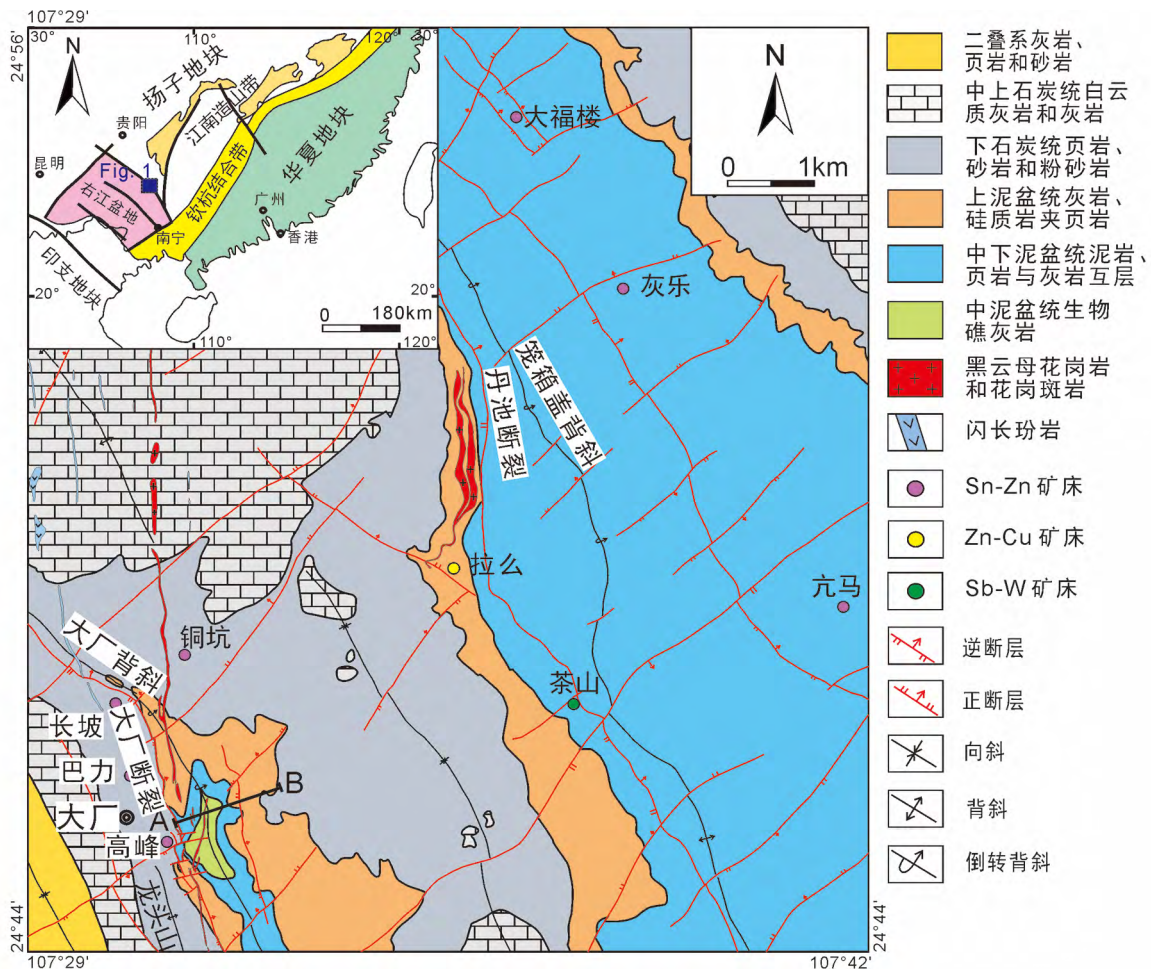 107°29′
24°56′
30°
110°
120°
30°
N
扬子地块
江南造山带
贵阳
昆明
Fig. 1
华夏地块
钦杭结合带
右江盆地
广州
南宁
香港
印支地块
20°
20°
0 180km
110°
120°
N
0 1km
大福楼
灰乐
笼箱盖背斜
丹池断裂
拉么
亢马
铜坑
大厂背斜
茶山
长坡
大厂断裂
巴力
B
大厂
A
高峰
龙头山
24°44′
24°44′
107°29′
107°42′
二叠系灰岩、
页岩和砂岩
中上石炭统白云
质灰岩和灰岩
下石炭统页岩、
砂岩和粉砂岩
上泥盆统灰岩、
硅质岩夹页岩
中下泥盆统泥岩、
页岩与灰岩互层
中泥盆统生物
礁灰岩
黑云母花岗岩
和花岗斑岩
闪长玢岩
Sn-Zn矿床
Zn-Cu矿床
Sb-W矿床
逆断层
正断层
向斜
背斜
倒转背斜